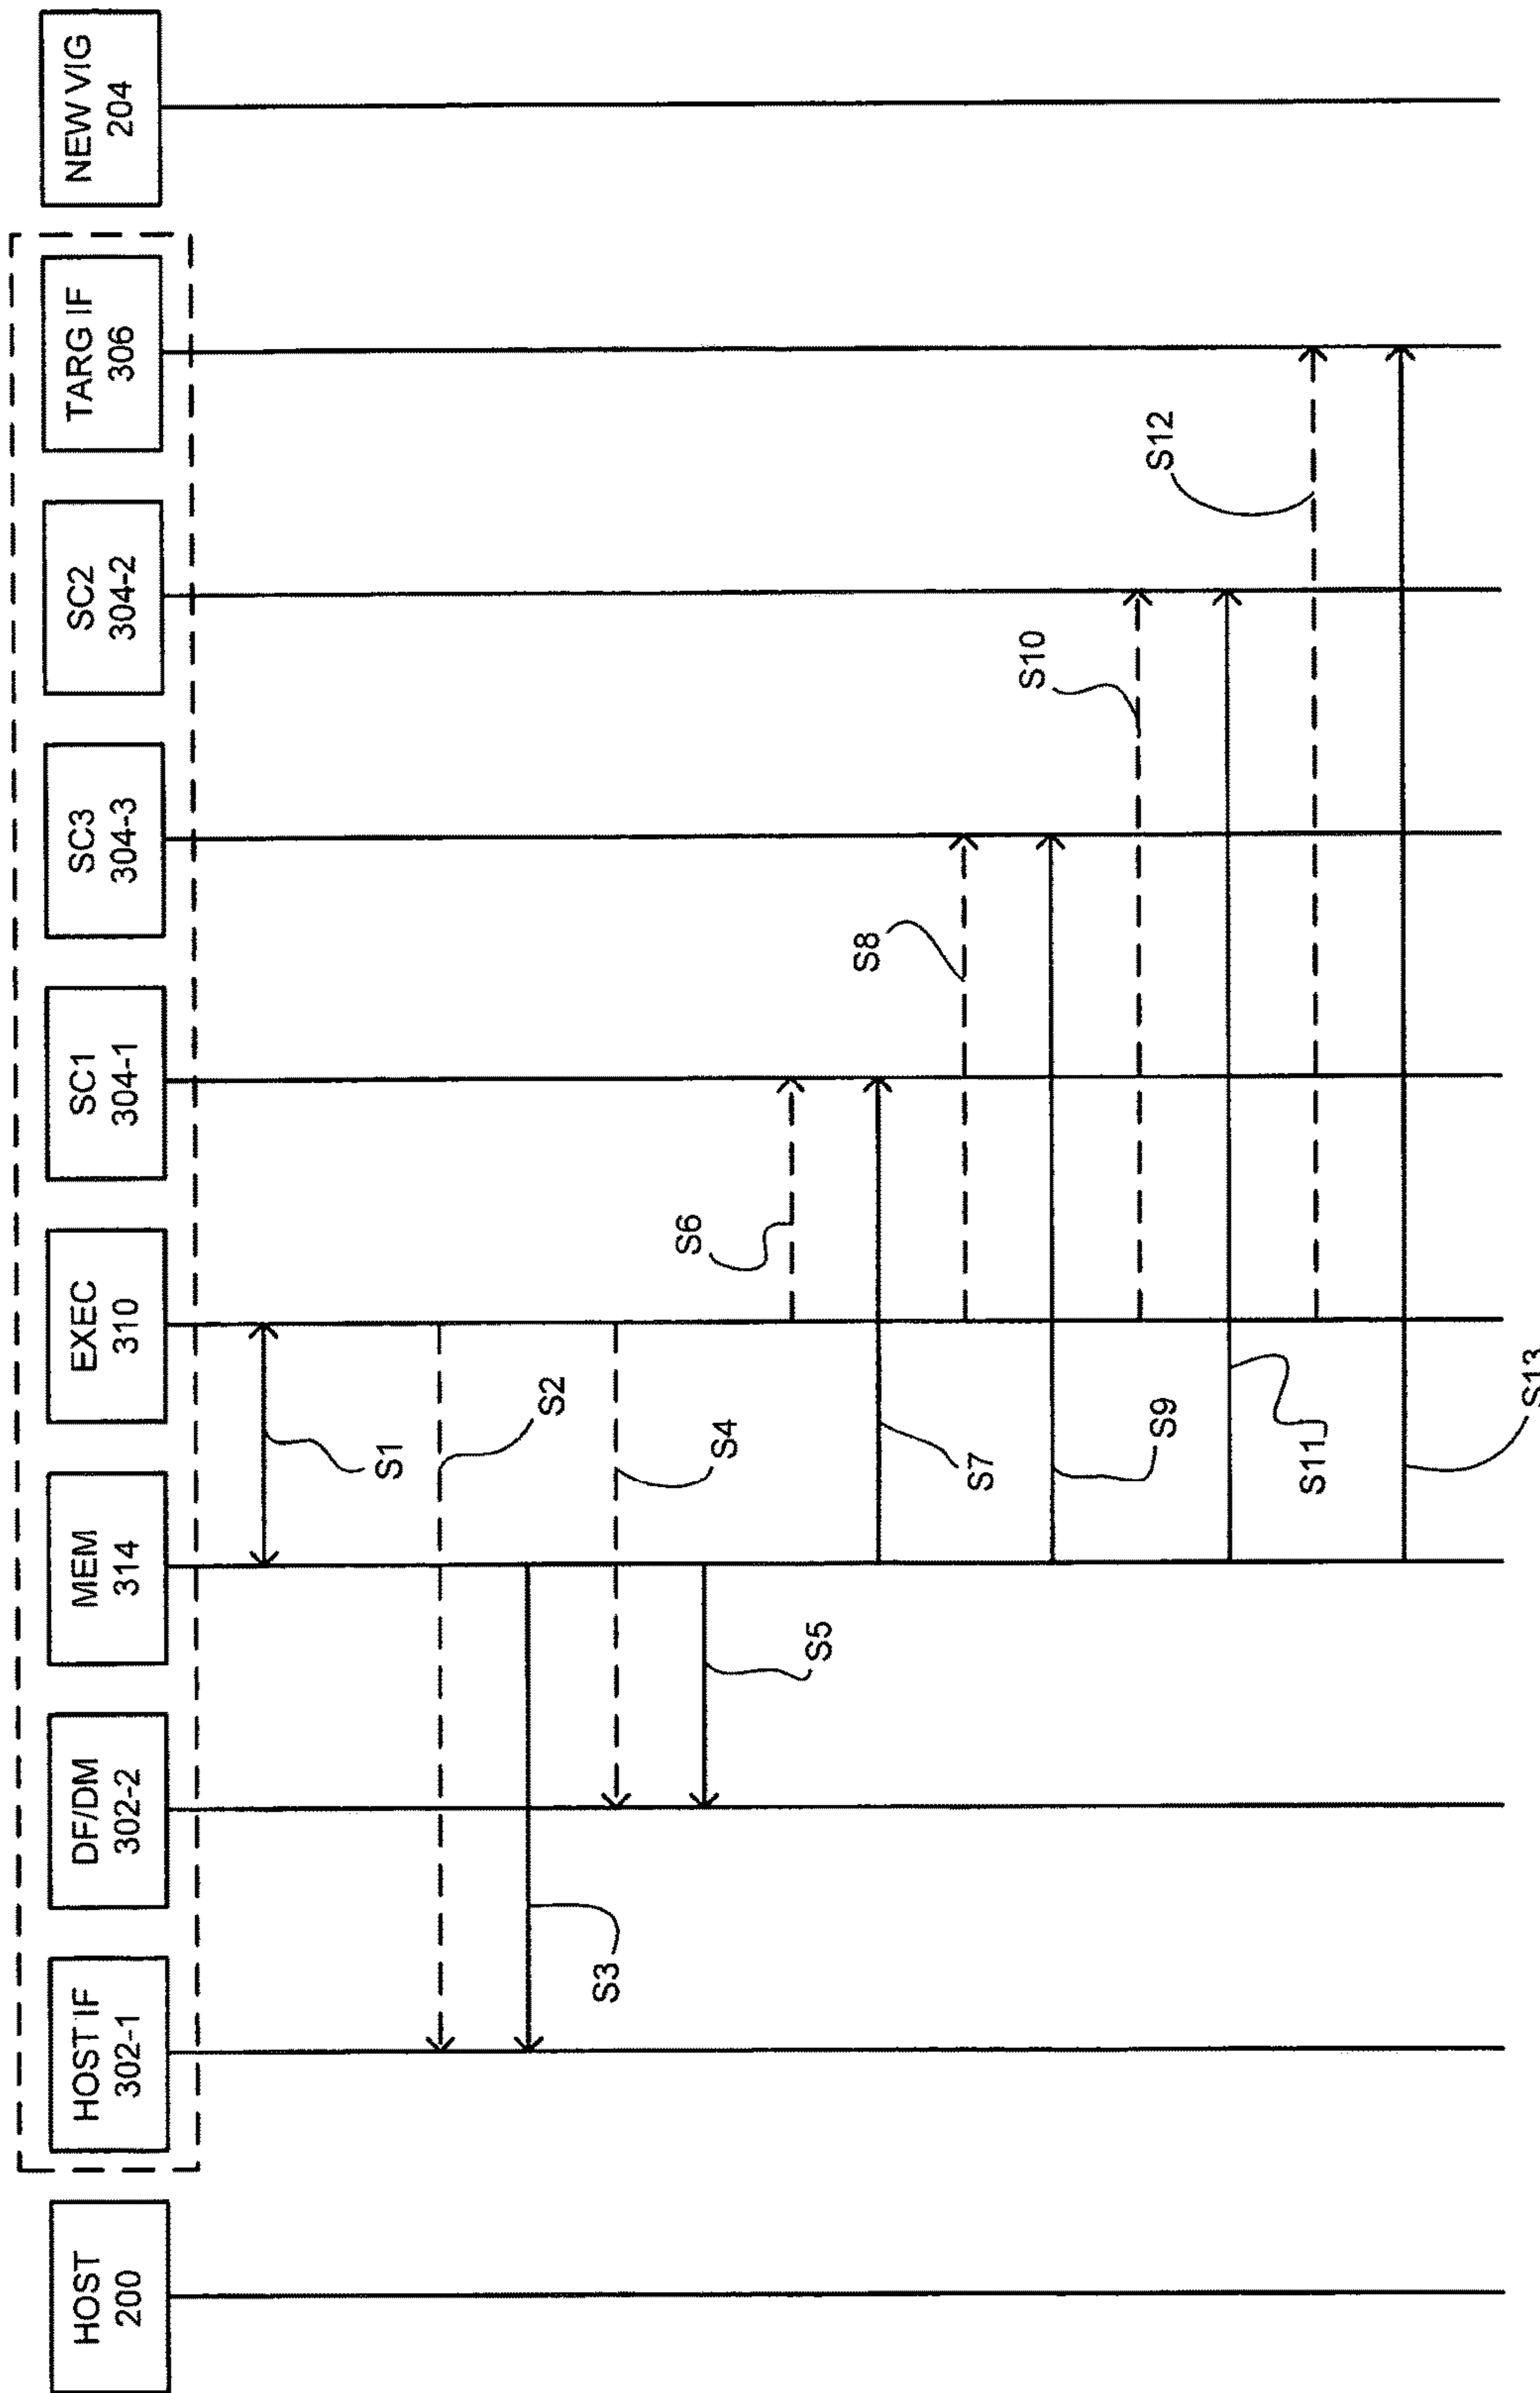 HOST
200
HOST IF
302-1
DF/DM
302-2
MEM
314
EXEC
310
SC1
304-1
SC3
304-3
SC2
304-2
TARG IF
306
NEW VIG
204
S1
S2
S3
S4
S5
S6
S7
S8
S9
S10
S11
S12
S13